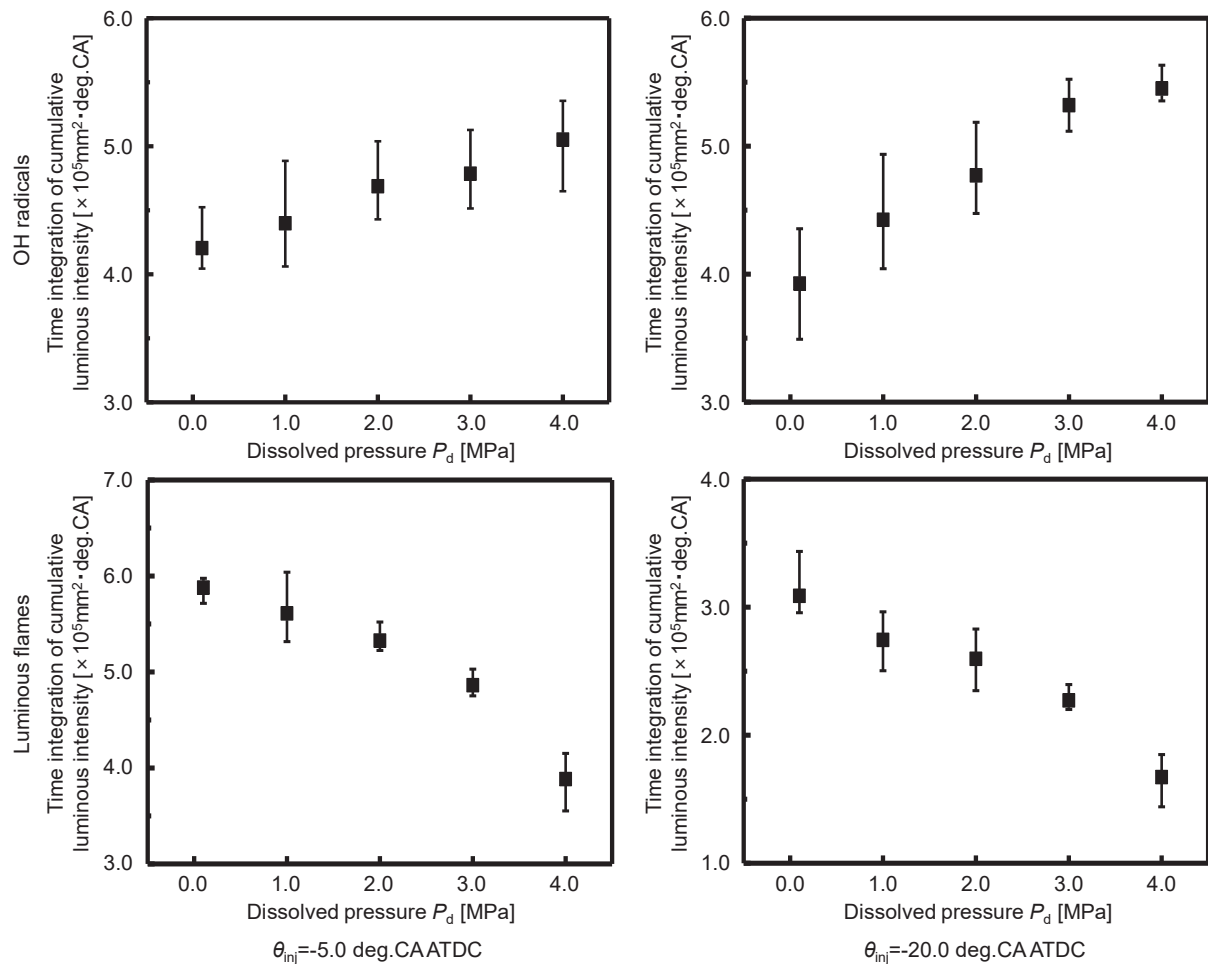 OH radicals
Time integration of cumulative
luminous intensity [×10⁵mm²・deg.CA]
6.0
5.0
4.0
3.0
0.0 1.0 2.0 3.0 4.0
Dissolved pressure Pd [MPa]
Time integration of cumulative
luminous intensity [×10⁵mm²・deg.CA]
6.0
5.0
4.0
3.0
0.0 1.0 2.0 3.0 4.0
Dissolved pressure Pd [MPa]
Luminous flames
Time integration of cumulative
luminous intensity [×10⁵mm²・deg.CA]
7.0
6.0
5.0
4.0
3.0
0.0 1.0 2.0 3.0 4.0
Dissolved pressure Pd [MPa]
θinj=-5.0 deg.CA ATDC
Time integration of cumulative
luminous intensity [×10⁵mm²・deg.CA]
4.0
3.0
2.0
1.0
0.0 1.0 2.0 3.0 4.0
Dissolved pressure Pd [MPa]
θinj=-20.0 deg.CA ATDC